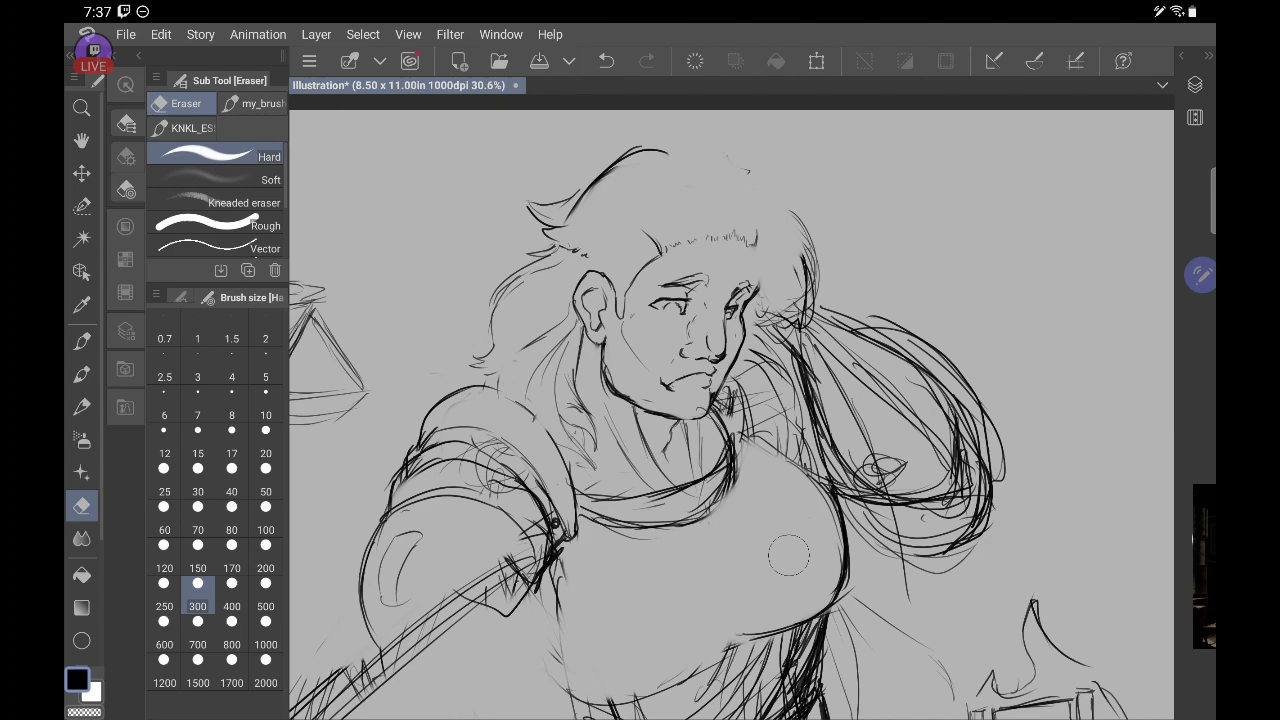 7:37
File Edit Story Animation Layer Select View Filter Window Help
LIVE
Sub Tool [Eraser]
Illustration* (8.50 x 11.00in 1000dpi 30.6%)
Eraser my_brush
KNKL_ES
Hard
Soft
Kneaded eraser
Rough
Vector
Brush size [Ha
0.7 1 1.5 2
2.5 3 4 5
6 7 8 10
12 15 17 20
25 30 40 50
60 70 80 100
120 150 170 200
250 300 400 500
600 700 800 1000
1200 1500 1700 2000